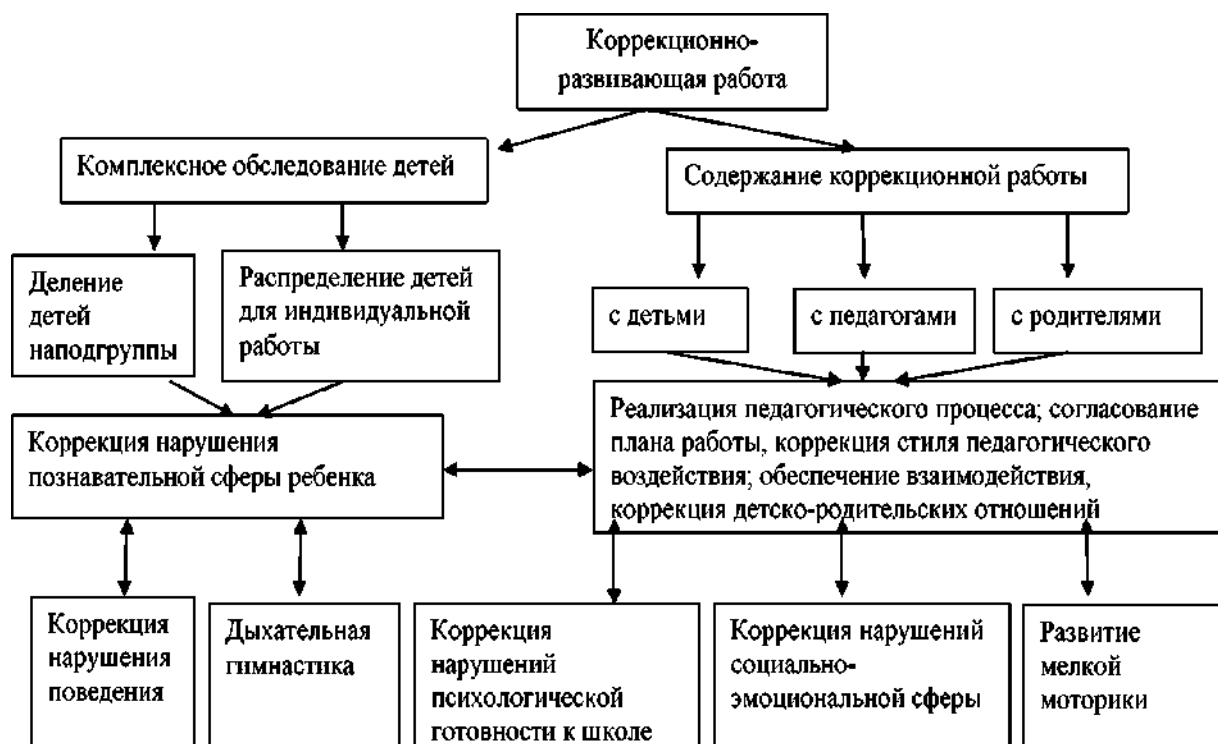 Коррекционно-
развивающая работа
Комплексное обследование детей
Содержание коррекционной работы
Деление
детей
наподгруппы
Распределение детей
для индивидуальной
работы
с детьми
с педагогами
с родителями
Коррекция нарушения
познавательной сферы ребенка
Реализация педагогического процесса; согласование
плана работы, коррекция стиля педагогического
воздействия; обеспечение взаимодействия,
коррекция детско-родительских отношений
Коррекция
нарушения
поведения
Дыхательная
гимнастика
Коррекция
нарушений
психологической
готовности к школе
Коррекция нарушений
социально-
эмоциональной сферы
Развитие
мелкой
моторики